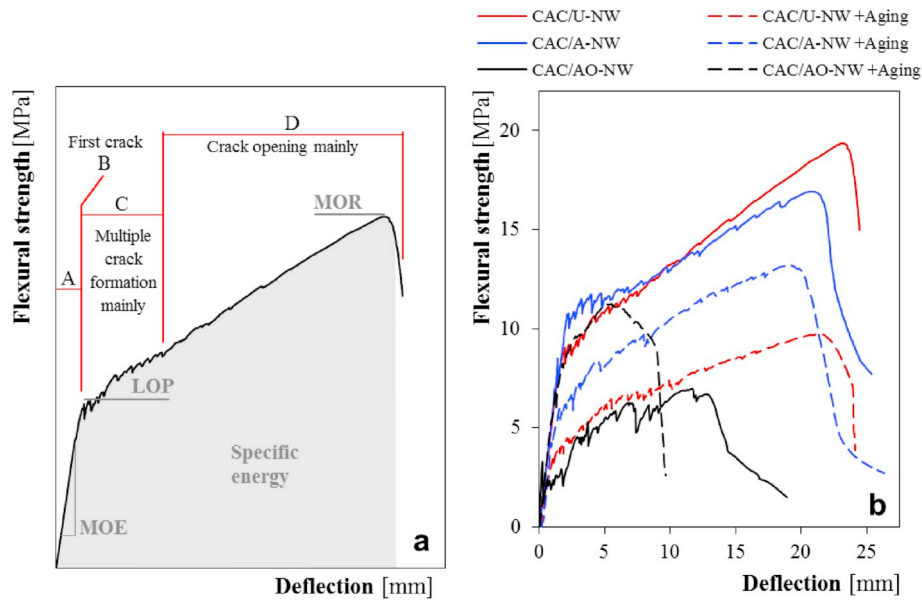 CAC/U-NW
CAC/U-NW +Aging
CAC/A-NW
CAC/A-NW +Aging
CAC/AO-NW
CAC/AO-NW +Aging
Flexural strength [MPa]
First crack
B
D
Crack opening mainly
C
A
Multiple
crack
formation
mainly
MOR
LOP
Specific
energy
MOE
a
Deflection [mm]
Flexural strength [MPa]
20
15
10
5
0
0
5
10
15
20
25
b
Deflection [mm]